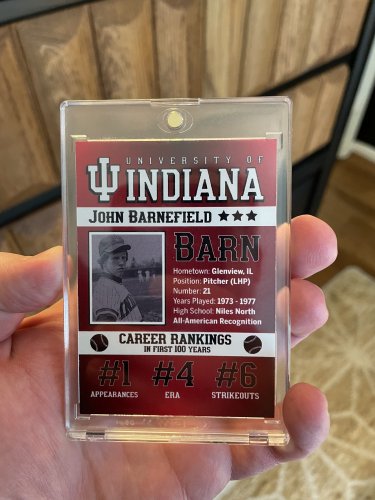 UNIVERSITY OF
INDIANA
JOHN BARNEFIELD
BARN
Hometown: Glenview, IL
Position: Pitcher (LHP)
Number: 21
Years Played: 1973 - 1977
High School: Niles North
All-American Recognition
CAREER RANKINGS
IN FIRST 100 YEARS
#1 #4 #6
APPEARANCES ERA STRIKEOUTS